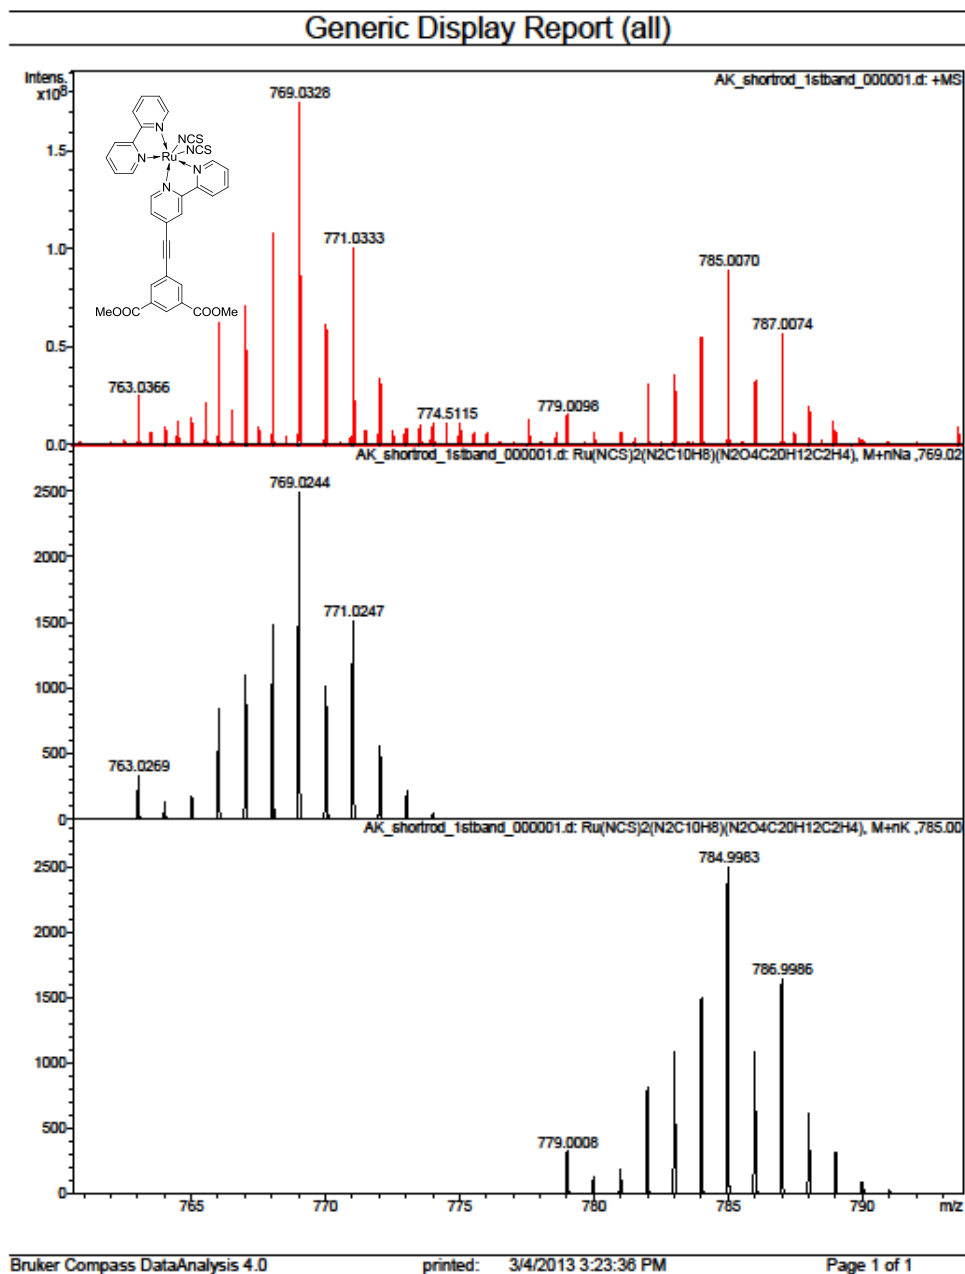 Generic Display Report (all)
Intens.
x10⁸
AK_shortrod_1stband_000001.d: +MS
769.0328
NCS
N
NCS
N
Ru
N
N
1.5
771.0333
1.0
785.0070
MeOOC
COOMe
787.0074
0.5
763.0366
774.5115
779.0098
0.0
AK_shortrod_1stband_000001.d: Ru(NCS)2(N2C10H8)(N2O4C20H12C2H4), M+nNa ,769.02
2500
769.0244
2000
1500
771.0247
1000
500
763.0269
0
AK_shortrod_1stband_000001.d: Ru(NCS)2(N2C10H8)(N2O4C20H12C2H4), M+nK ,785.00
2500
784.9983
2000
1500
786.9986
1000
500
779.0008
0
765 770 775 780 785 790 m/z
Bruker Compass DataAnalysis 4.0 printed: 3/4/2013 3:23:36 PM Page 1 of 1